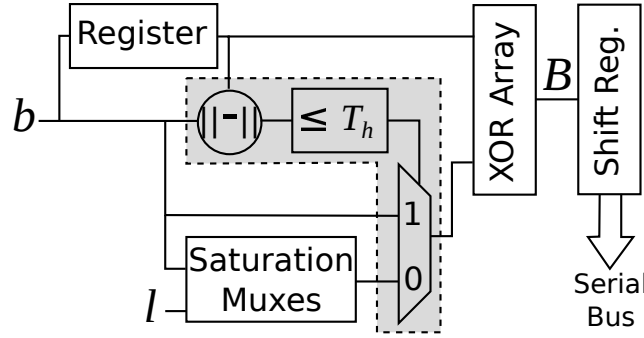 Register
b
||-||
≤ T_h
1
0
Saturation
Muxes
l
XOR Array
B
Shift Reg.
Serial
Bus